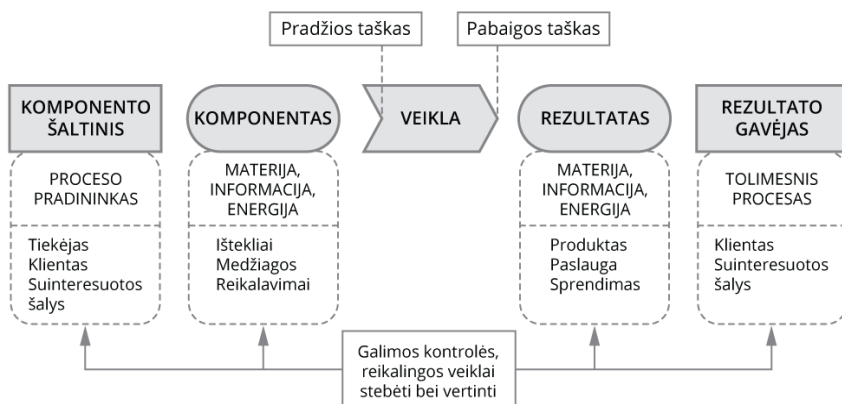 Pradžios taškas
Pabaigos taškas
KOMPONENTO
ŠALTINIS
KOMPONENTAS
VEIKLA
REZULTATAS
REZULTATO
GAVĖJAS
PROCESO
PRADININKAS
Tiekėjas
Klientas
Suinteresuotos
šalys
MATERIJA,
INFORMACIJA,
ENERGIJA
Ištekliai
Medžiagos
Reikalavimai
MATERIJA,
INFORMACIJA,
ENERGIJA
Produktas
Paslauga
Sprendimas
TOLIMESNIS
PROCESAS
Klientas
Suinteresuotos
šalys
Galimos kontrolės,
reikalingos veiklai
stebėti bei vertinti